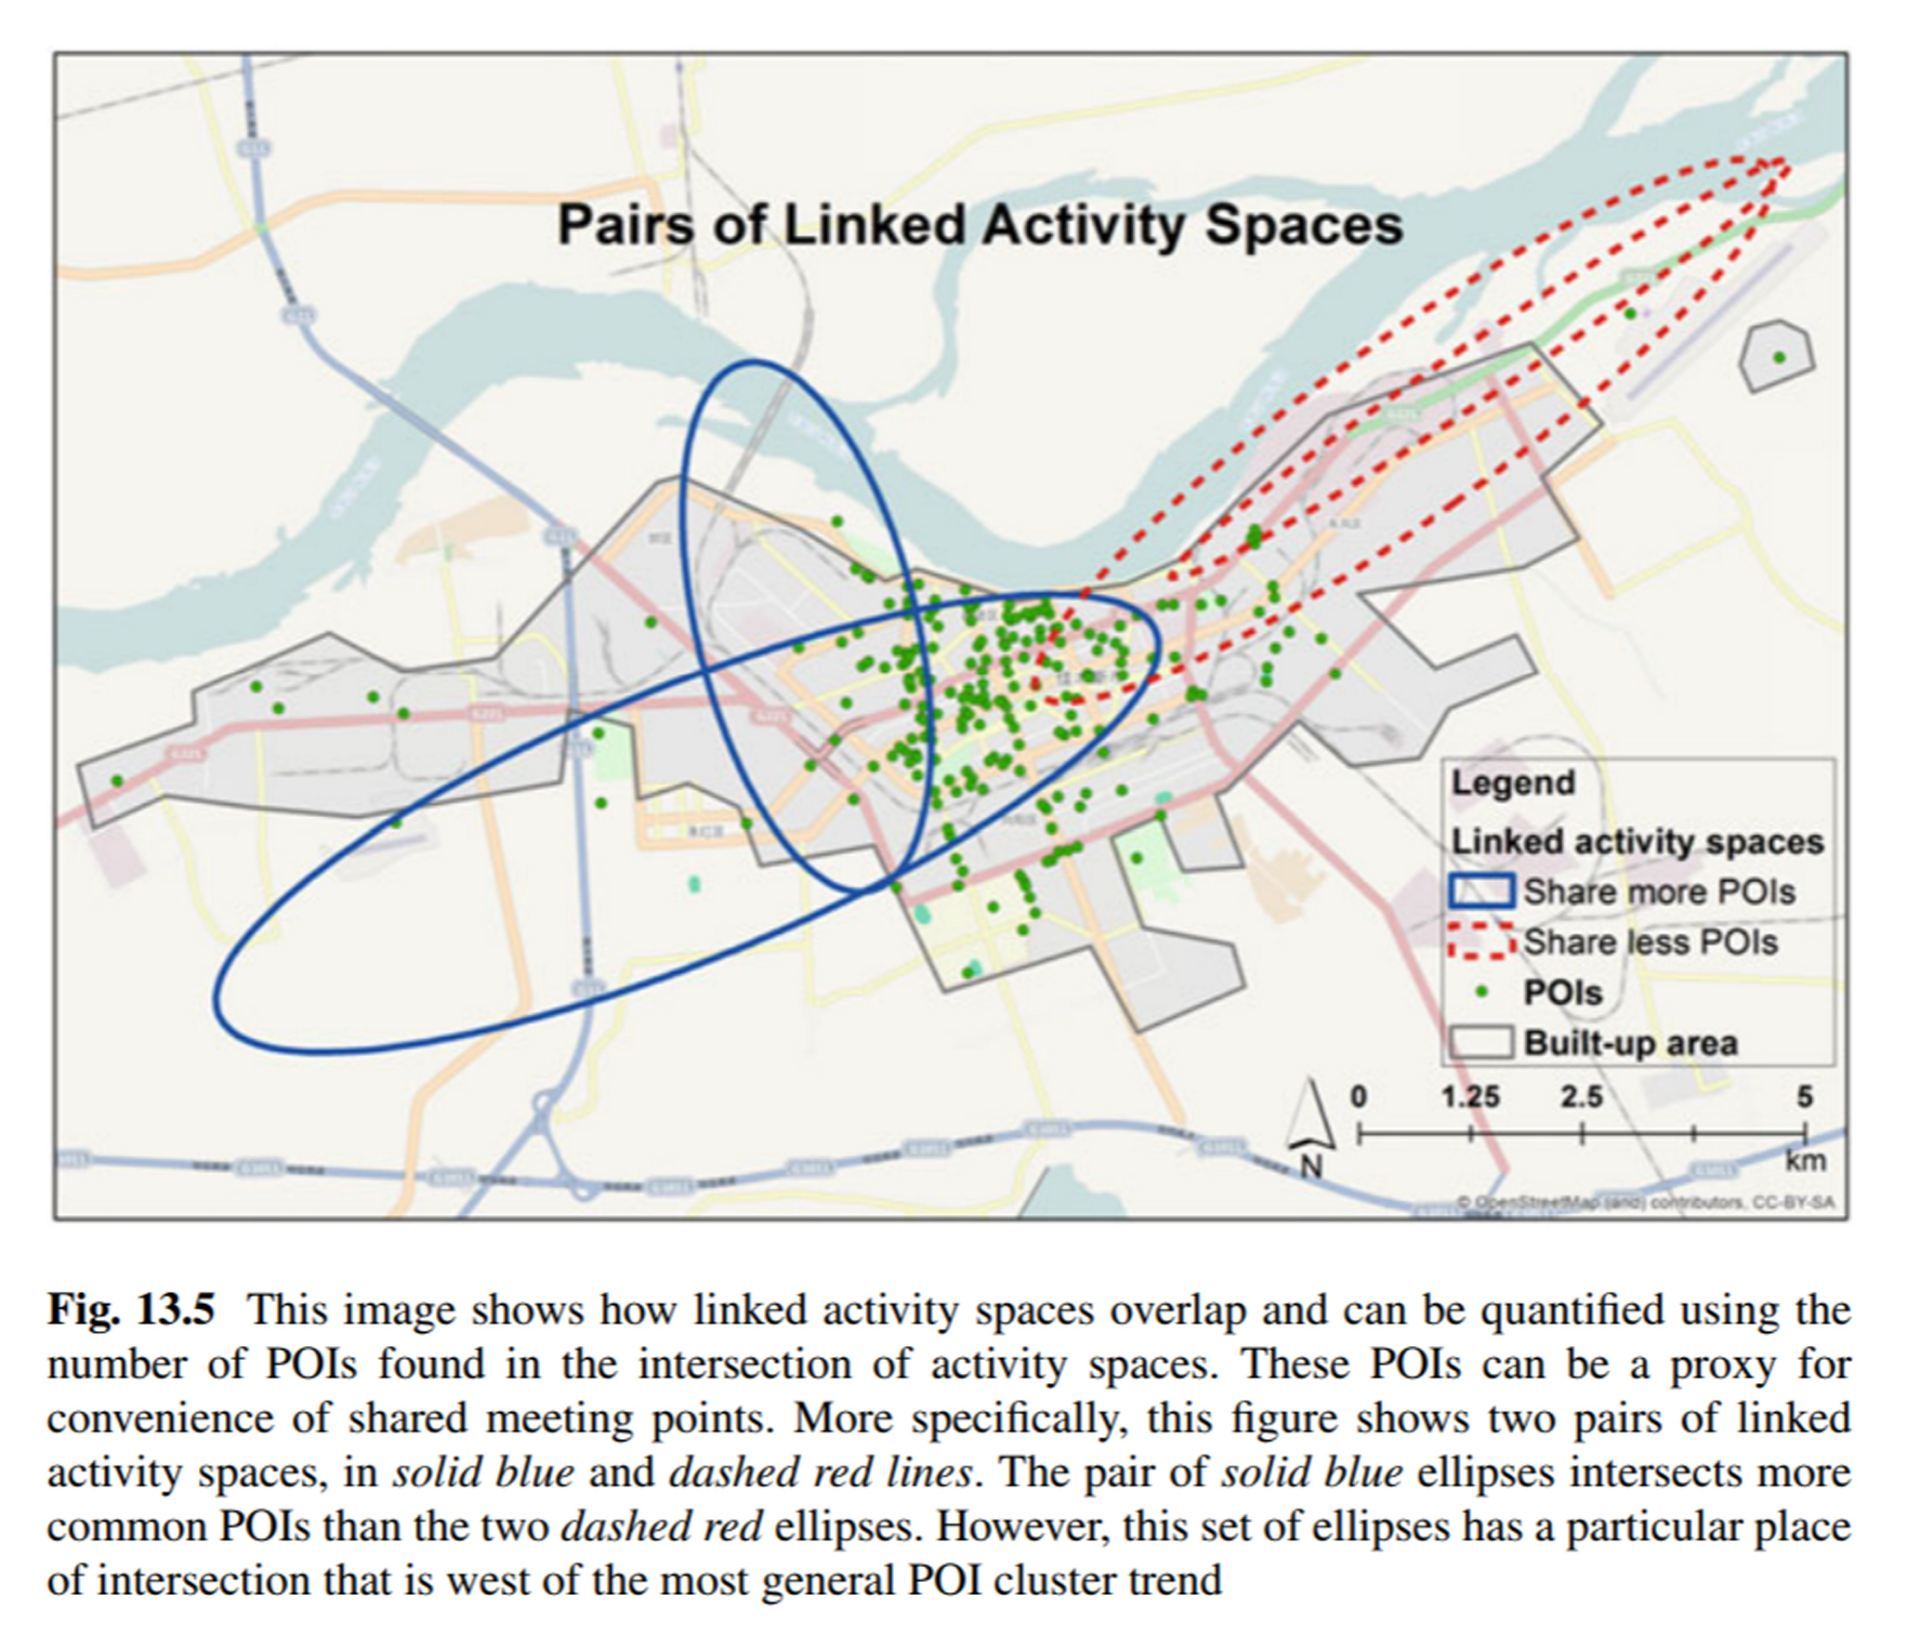 Pairs of Linked Activity Spaces
Legend
Linked activity spaces
Share more POIs
Share less POIs
POIs
Built-up area
0 1.25 2.5 5
km
N
© OpenStreetMap (and) contributors, CC-BY-SA
Fig. 13.5 This image shows how linked activity spaces overlap and can be quantified using the
number of POIs found in the intersection of activity spaces. These POIs can be a proxy for
convenience of shared meeting points. More specifically, this figure shows two pairs of linked
activity spaces, in solid blue and dashed red lines. The pair of solid blue ellipses intersects more
common POIs than the two dashed red ellipses. However, this set of ellipses has a particular place
of intersection that is west of the most general POI cluster trend